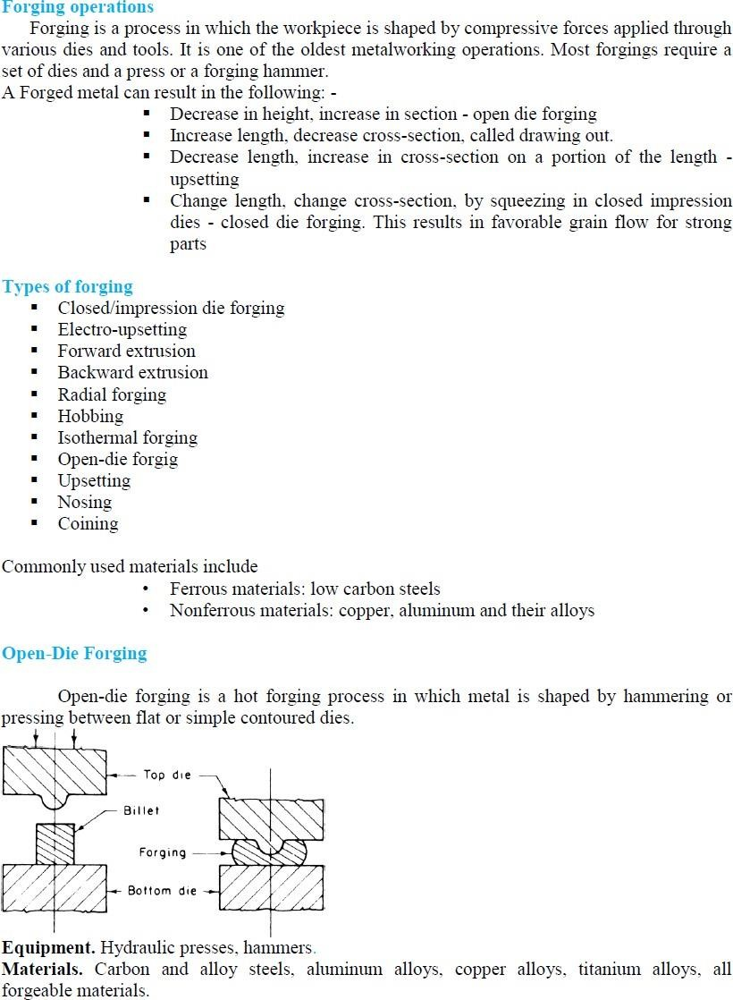 Forging operations
Forging is a process in which the workpiece is shaped by compressive forces applied through
various dies and tools. It is one of the oldest metalworking operations. Most forgings require a
set of dies and a press or a forging hammer.
A Forged metal can result in the following: -
▪ Decrease in height, increase in section - open die forging
▪ Increase length, decrease cross-section, called drawing out.
▪ Decrease length, increase in cross-section on a portion of the length -
upsetting
▪ Change length, change cross-section, by squeezing in closed impression
dies - closed die forging. This results in favorable grain flow for strong
parts
Types of forging
▪ Closed/impression die forging
▪ Electro-upsetting
▪ Forward extrusion
▪ Backward extrusion
▪ Radial forging
▪ Hobbing
▪ Isothermal forging
▪ Open-die forgig
▪ Upsetting
▪ Nosing
▪ Coining
Commonly used materials include
• Ferrous materials: low carbon steels
• Nonferrous materials: copper, aluminum and their alloys
Open-Die Forging
Open-die forging is a hot forging process in which metal is shaped by hammering or
pressing between flat or simple contoured dies.
Top die
Billet
Forging
Bottom die
Equipment. Hydraulic presses, hammers.
Materials. Carbon and alloy steels, aluminum alloys, copper alloys, titanium alloys, all
forgeable materials.